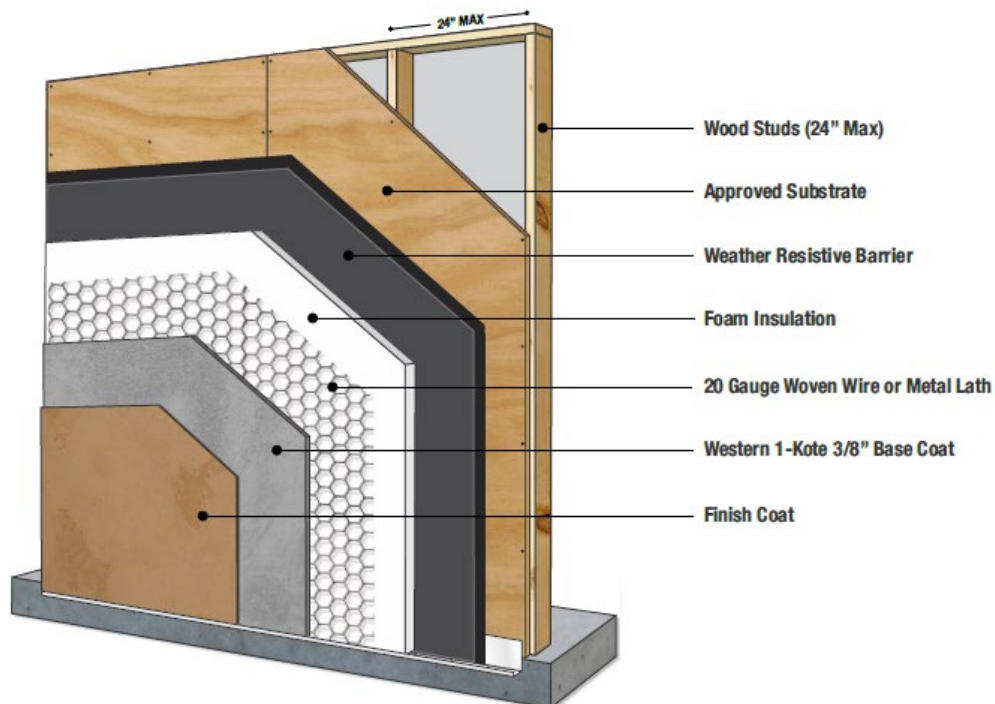 24" MAX
Wood Studs (24” Max)
Approved Substrate
Weather Resistive Barrier
Foam Insulation
20 Gauge Woven Wire or Metal Lath
Western 1-Kote 3/8” Base Coat
Finish Coat